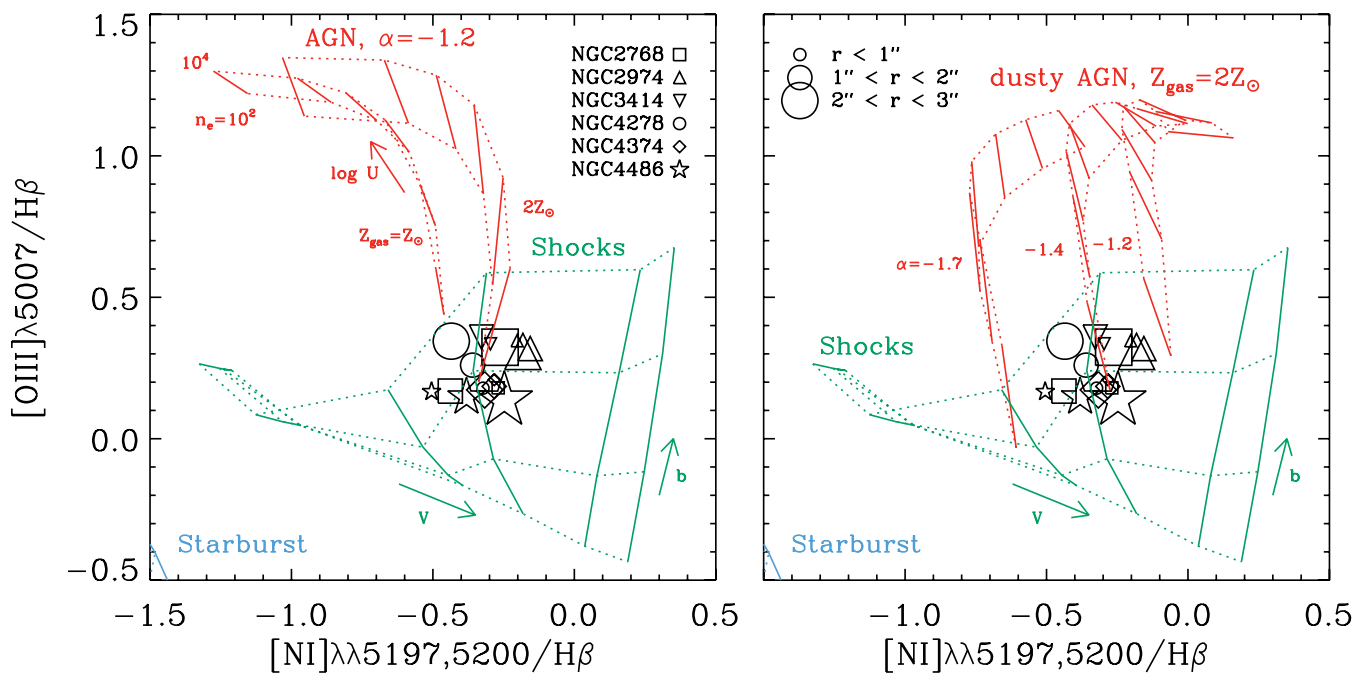 AGN, α=−1.2
10⁴
nₑ=10²
log U
Z_gas=Z⊙
2Z⊙
NGC2768
NGC2974
NGC3414
NGC4278
NGC4374
NGC4486
Shocks
V
b
Starburst
1.5
1.0
0.5
0.0
−0.5
[OIII]λ5007/Hβ
−1.5 −1.0 −0.5 0.0 0.5
[NI]λλ5197,5200/Hβ
r < 1″
1″ < r < 2″
2″ < r < 3″
dusty AGN, Z_gas=2Z⊙
α=−1.7
−1.4
−1.2
Shocks
V
b
Starburst
−1.0 −0.5 0.0 0.5
[NI]λλ5197,5200/Hβ